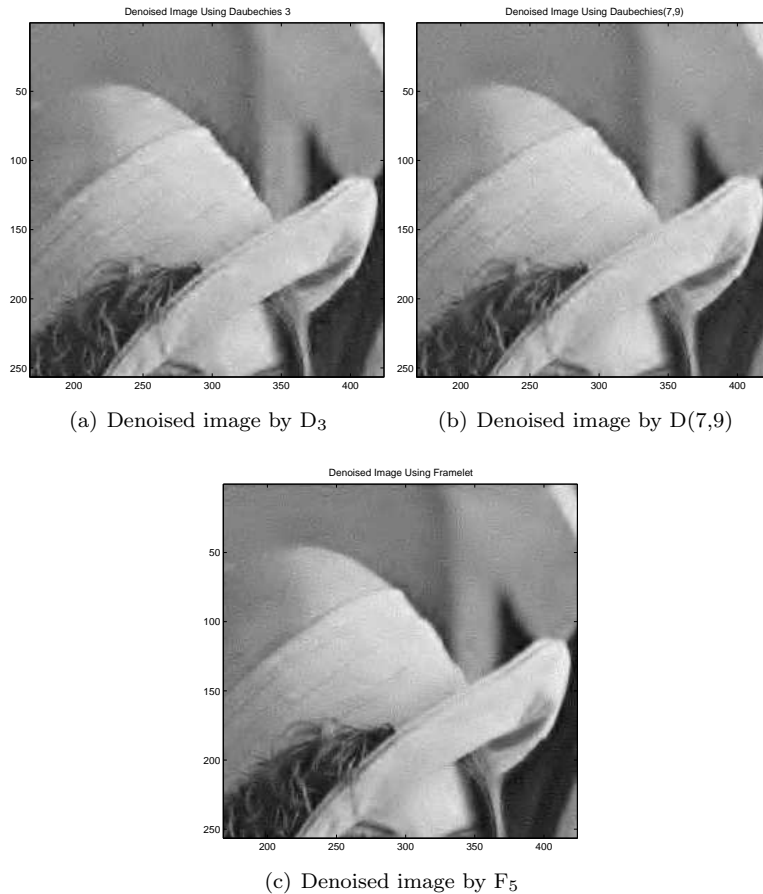 Denoised Image Using Daubechies 3
50
100
150
200
250
200 250 300 350 400
(a) Denoised image by D₃
Denoised Image Using Daubechies(7,9)
50
100
150
200
250
200 250 300 350 400
(b) Denoised image by D(7,9)
Denoised Image Using Framelet
50
100
150
200
250
200 250 300 350 400
(c) Denoised image by F₅